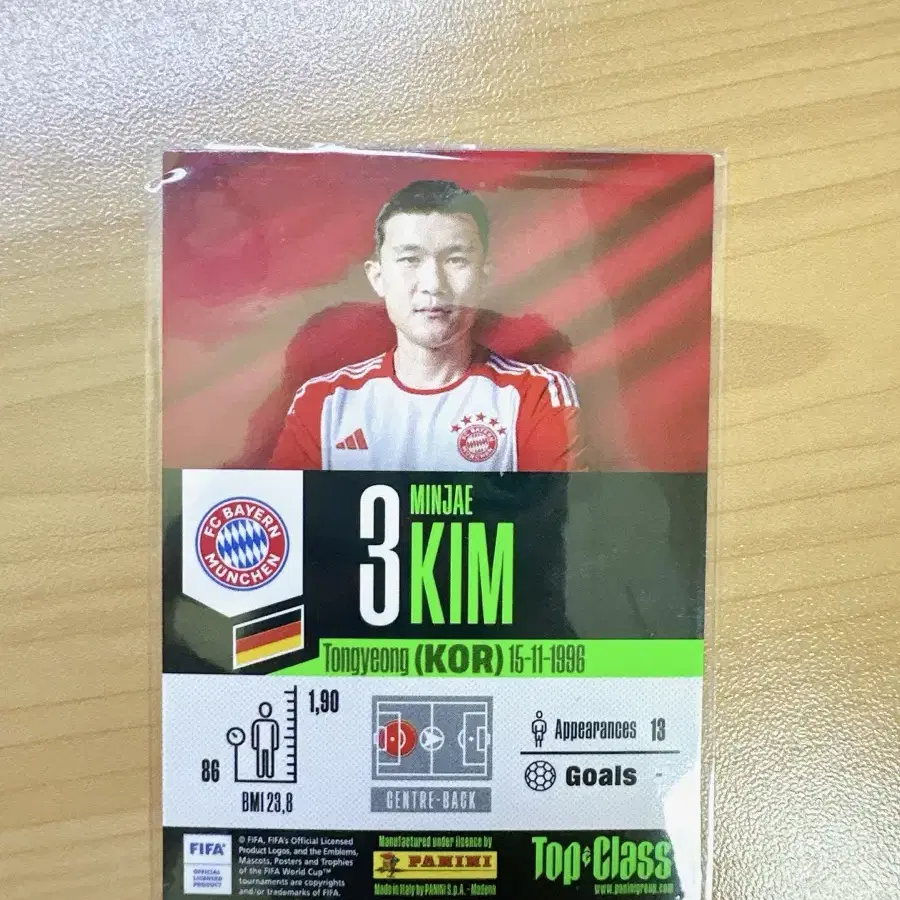 FC BAYERN
MÜNCHEN
FC BAYERN
MÜNCHEN
3
MINJAE
KIM
Tongyeong (KOR) 15-11-1996
1,90
86
BMI 23,8
CENTRE-BACK
Appearances 13
Goals -
FIFA®
OFFICIAL
LICENSED
PRODUCT
© FIFA, FIFA's Official Licensed
Product Logos, and the Emblems,
Mascots, Posters and Trophies
of the FIFA World Cup™
tournaments are copyrights
and/or trademarks of FIFA.
Manufactured under licence by
PANINI
Made in Italy by PANINI S.p.A. - Modena
Top Class
www.paninigroup.com